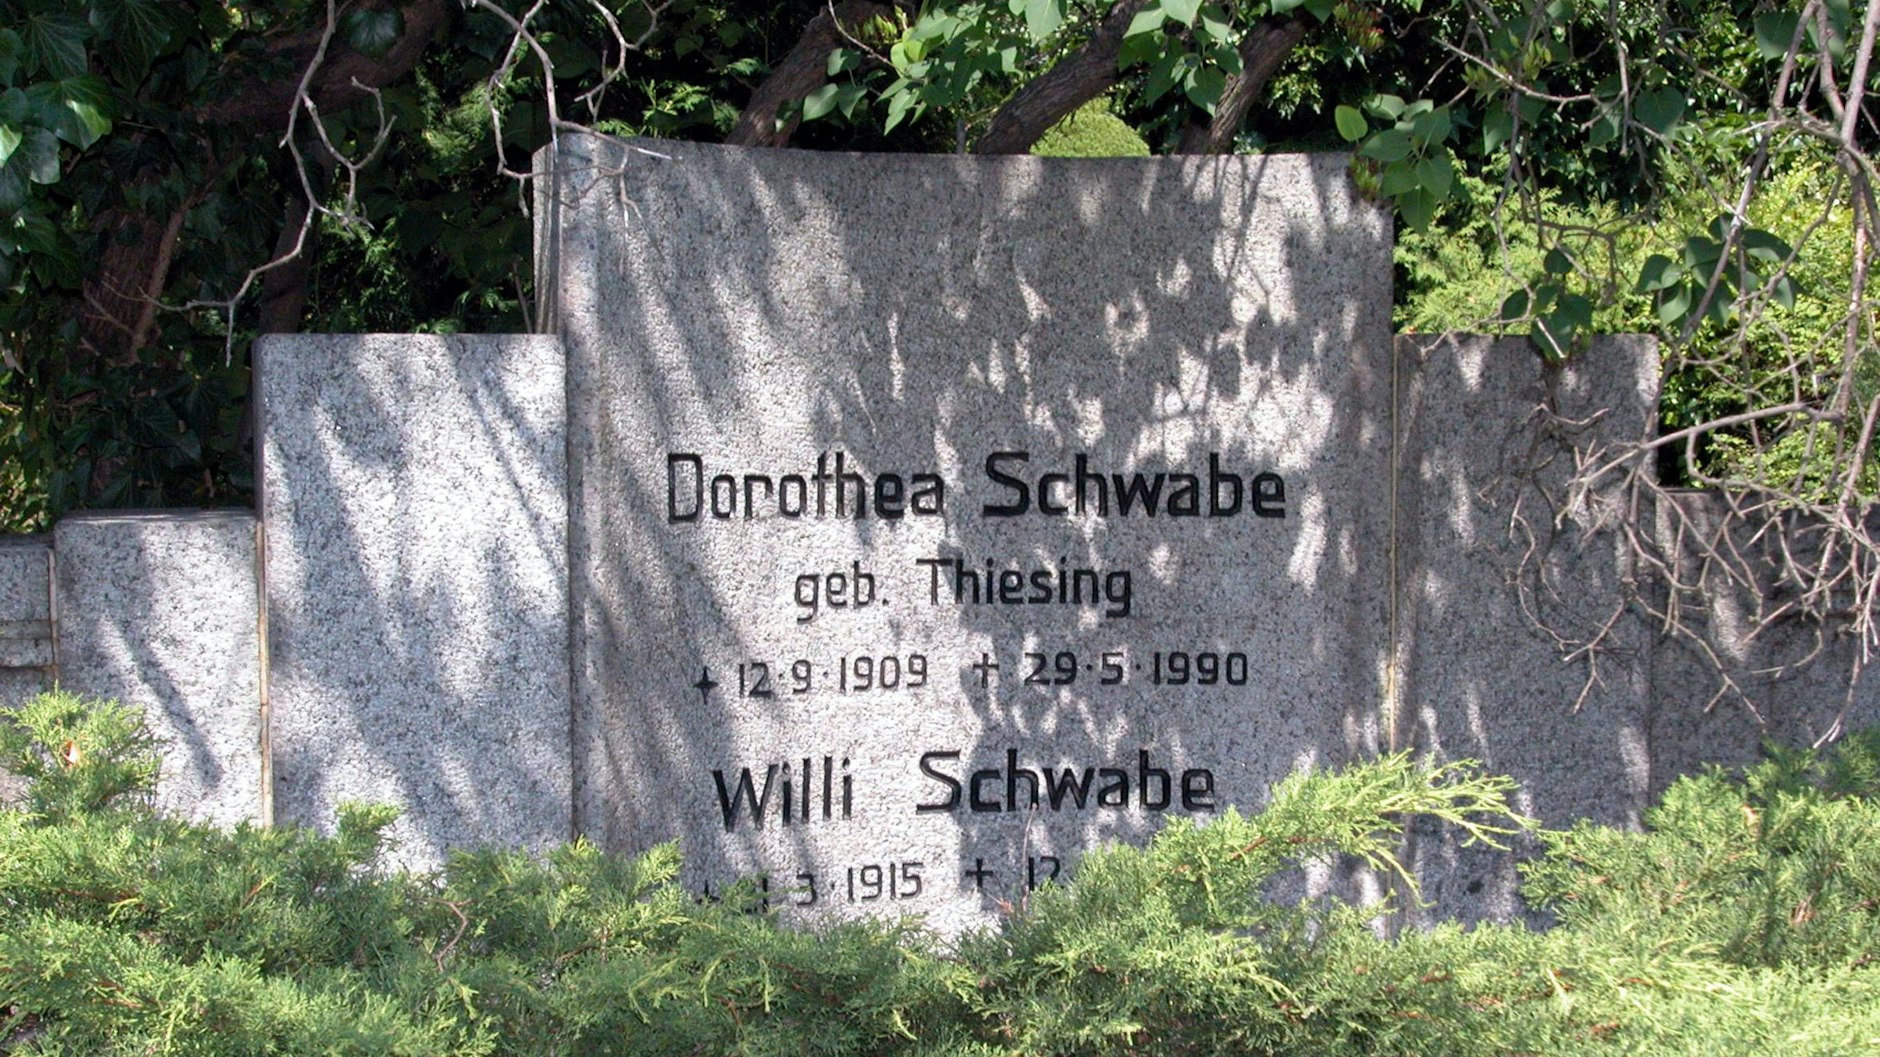 Dorothea Schwabe
geb. Thiesing
12·9·1909 † 29·5·1990
Willi Schwabe
3·1915 † 12